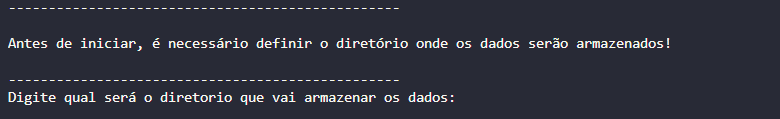 -------------------------------------------------
Antes de iniciar, é necessário definir o diretório onde os dados serão armazenados!
-------------------------------------------------
Digite qual será o diretorio que vai armazenar os dados: